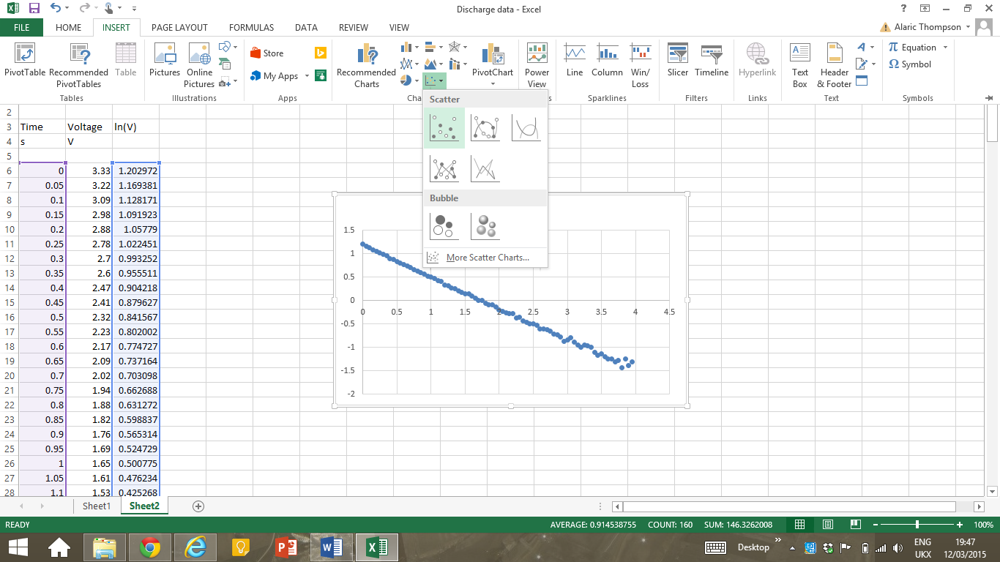 Discharge data - Excel
FILE HOME INSERT PAGE LAYOUT FORMULAS DATA REVIEW VIEW Alaric Thompson
PivotTable Recommended PivotTables Table
Tables
Pictures Online Pictures
Illustrations
Store
My Apps
Apps
Recommended Charts
PivotChart
Cha
Power View
s
Line Column Win/Loss
Sparklines
Slicer Timeline
Filters
Hyperlink
Links
Text Box Header & Footer
Text
Equation
Symbol
Symbols
Scatter
Bubble
More Scatter Charts...
2
3 Time Voltage ln(V)
4 s V
5
6 0 3.33 1.202972
7 0.05 3.22 1.169381
8 0.1 3.09 1.128171
9 0.15 2.98 1.091923
10 0.2 2.88 1.05779
11 0.25 2.78 1.022451
12 0.3 2.7 0.993252
13 0.35 2.6 0.955511
14 0.4 2.47 0.904218
15 0.45 2.41 0.879627
16 0.5 2.32 0.841567
17 0.55 2.23 0.802002
18 0.6 2.17 0.774727
19 0.65 2.09 0.737164
20 0.7 2.02 0.703098
21 0.75 1.94 0.662688
22 0.8 1.88 0.631272
23 0.85 1.82 0.598837
24 0.9 1.76 0.565314
25 0.95 1.69 0.524729
26 1 1.65 0.500775
27 1.05 1.61 0.476234
28 1.1 1.53 0.425268
1.5
1
0.5
0
0 0.5 1 1.5 2 2.5 3 3.5 4 4.5
-0.5
-1
-1.5
-2
Sheet1 Sheet2
READY AVERAGE: 0.914538755 COUNT: 160 SUM: 146.3262008 100%
Desktop ENG 19:47
UKX 12/03/2015